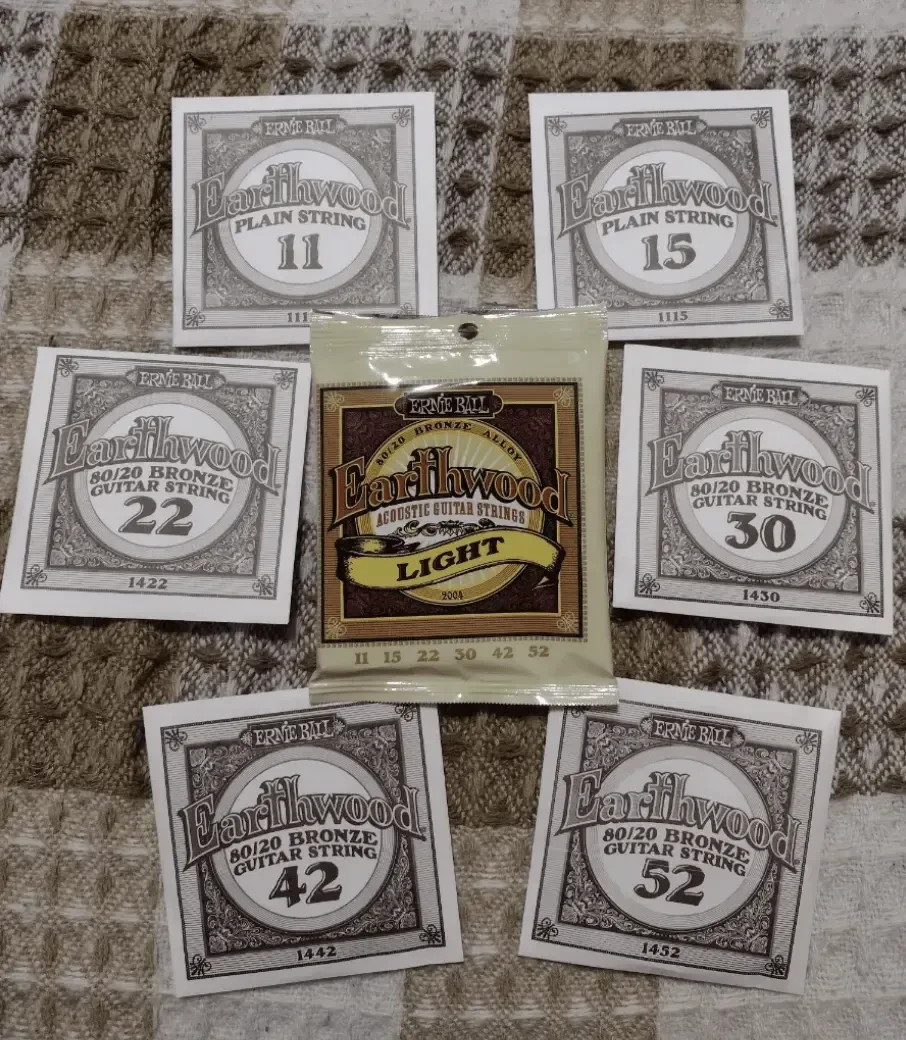 ERNIE BALL
Earthwood
PLAIN STRING
11
111
ERNIE BALL
Earthwood
PLAIN STRING
15
1115
ERNIE BALL
Earthwood
80/20 BRONZE
GUITAR STRING
22
1422
ERNIE BALL
80/20 BRONZE ALLOY
Earthwood
ACOUSTIC GUITAR STRINGS
LIGHT
2004
11 15 22 30 42 52
ERNIE BALL
Earthwood
80/20 BRONZE
GUITAR STRING
30
1430
ERNIE BALL
Earthwood
80/20 BRONZE
GUITAR STRING
42
1442
ERNIE BALL
Earthwood
80/20 BRONZE
GUITAR STRING
52
1452